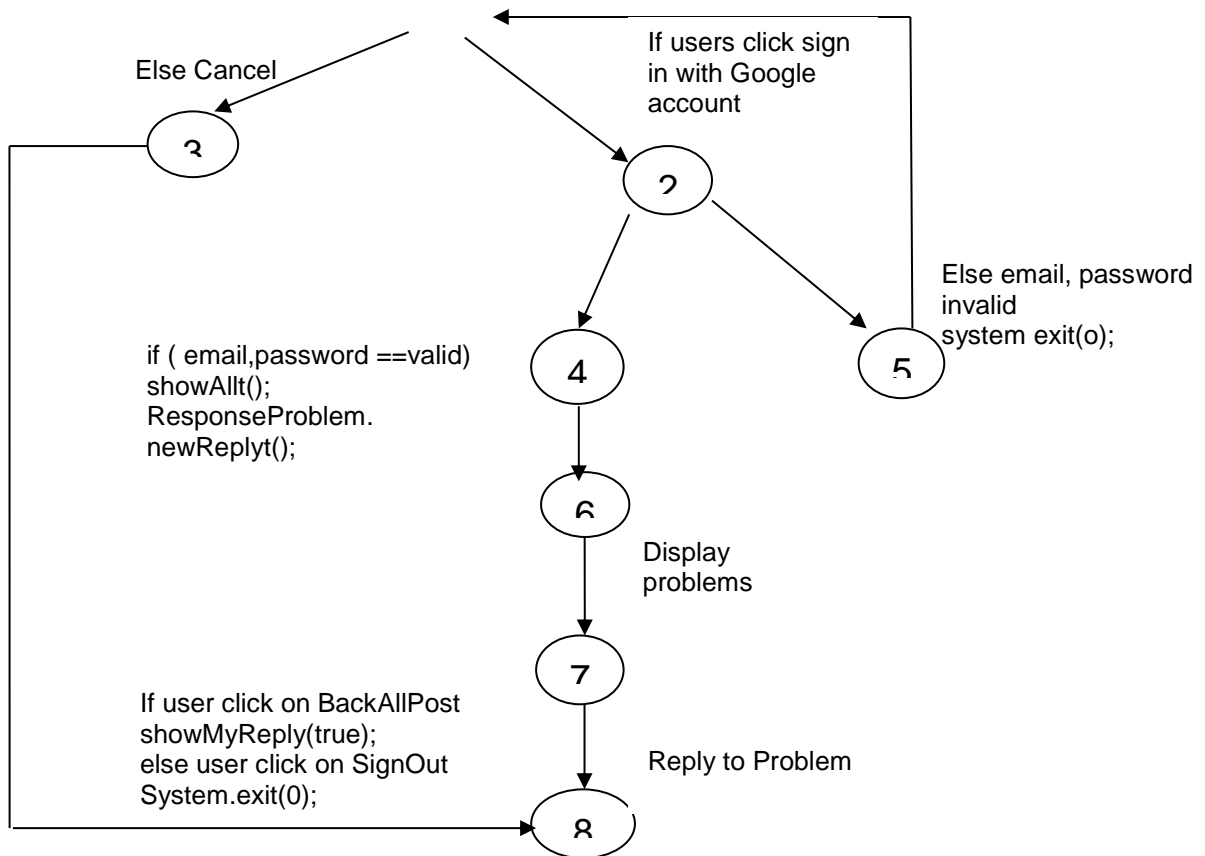 If users click sign
in with Google
account
Else Cancel
3
2
Else email, password
invalid
system exit(o);
5
if ( email,password ==valid)
showAllt();
ResponseProblem.
newReplyt();
4
6
Display
problems
7
If user click on BackAllPost
showMyReply(true);
else user click on SignOut
System.exit(0);
Reply to Problem
8